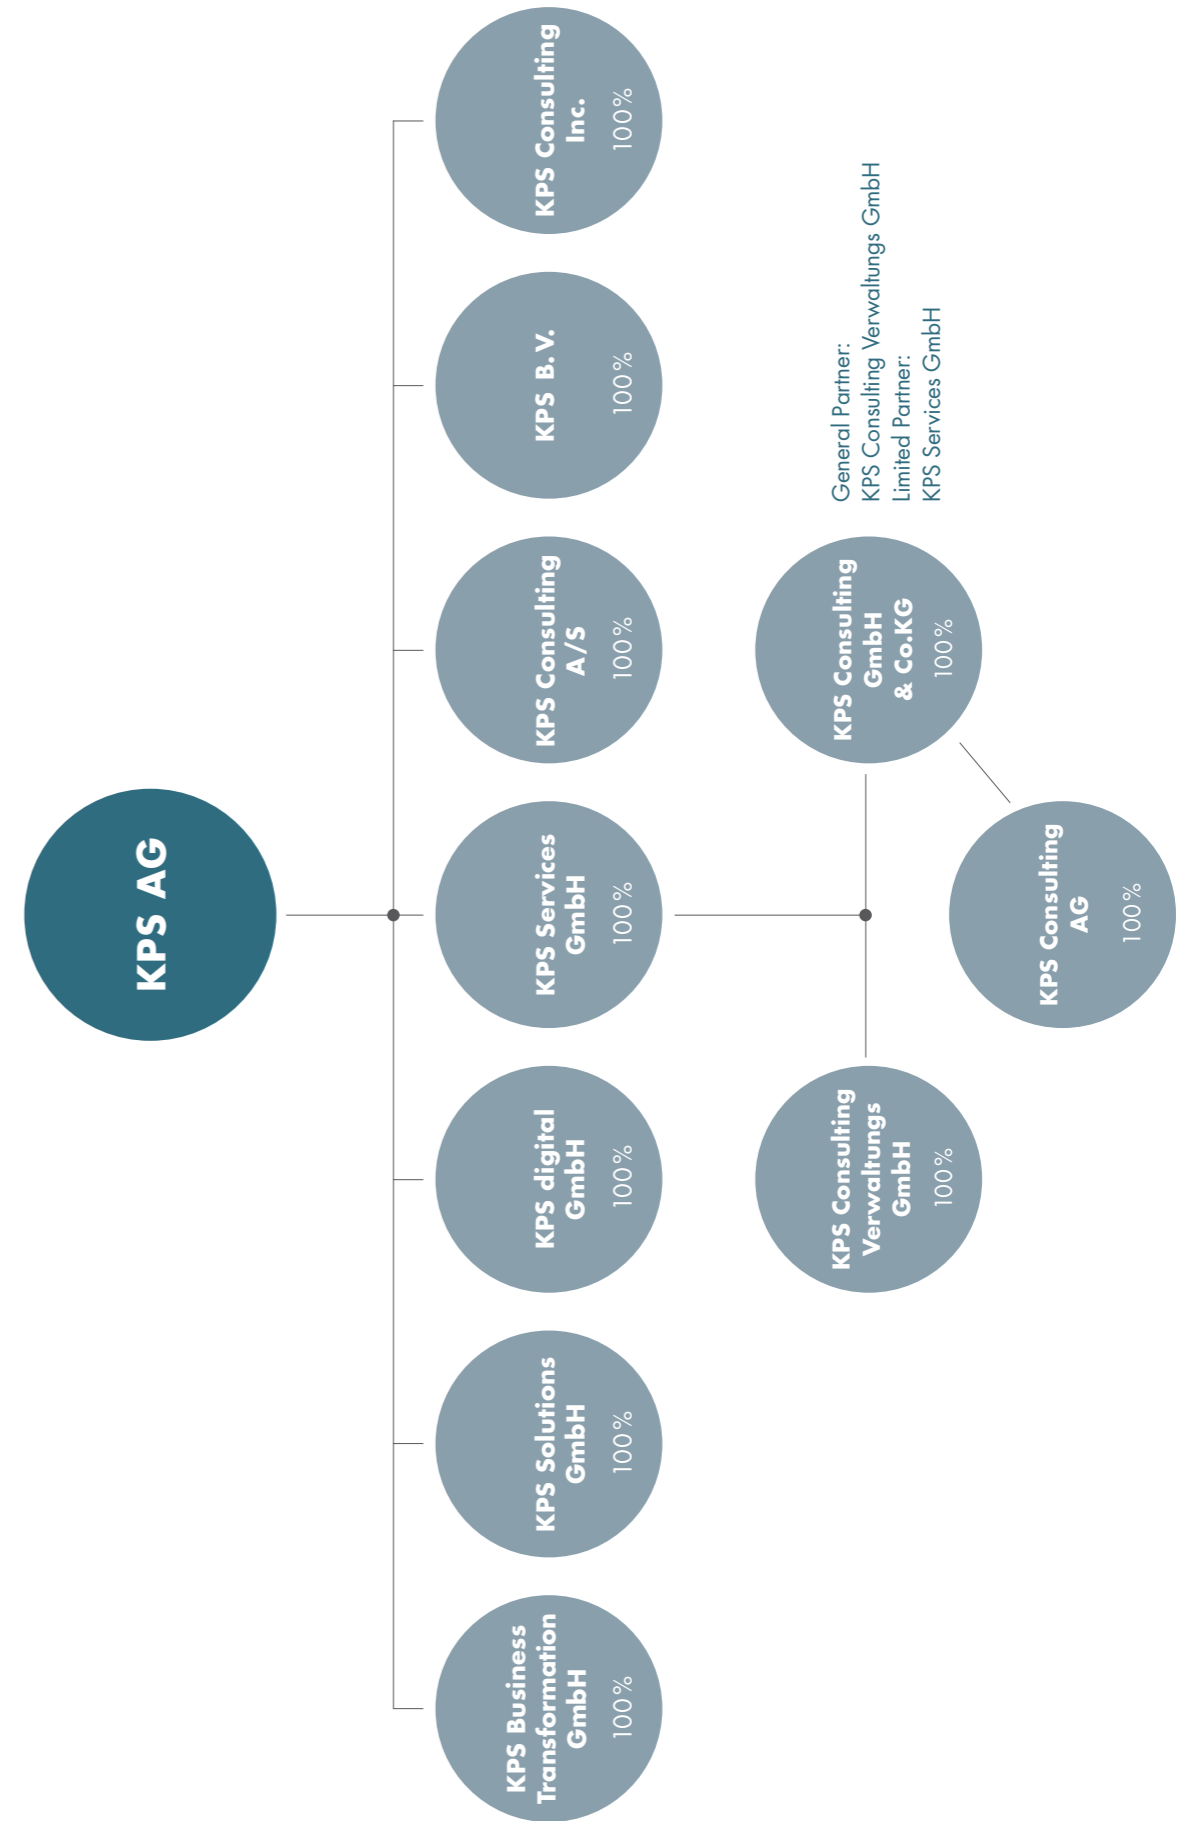 KPS AG
KPS Business
Transformation
GmbH
100%
KPS Solutions
GmbH
100%
KPS digital
GmbH
100%
KPS Services
GmbH
100%
KPS Consulting
A/S
100%
KPS B. V.
100%
KPS Consulting
Inc.
100%
KPS Consulting
Verwaltungs
GmbH
100%
KPS Consulting
GmbH
& Co.KG
100%
General Partner:
KPS Consulting Verwaltungs GmbH
Limited Partner:
KPS Services GmbH
KPS Consulting
AG
100%